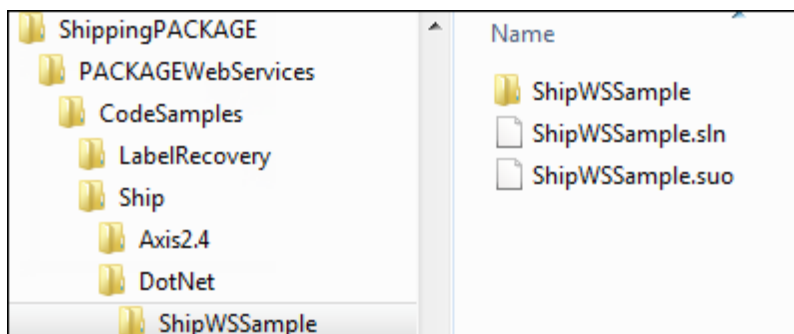 ShippingPACKAGE
PACKAGEWebServices
CodeSamples
LabelRecovery
Ship
Axis2.4
DotNet
ShipWSSample
Name
ShipWSSample
ShipWSSample.sln
ShipWSSample.suo